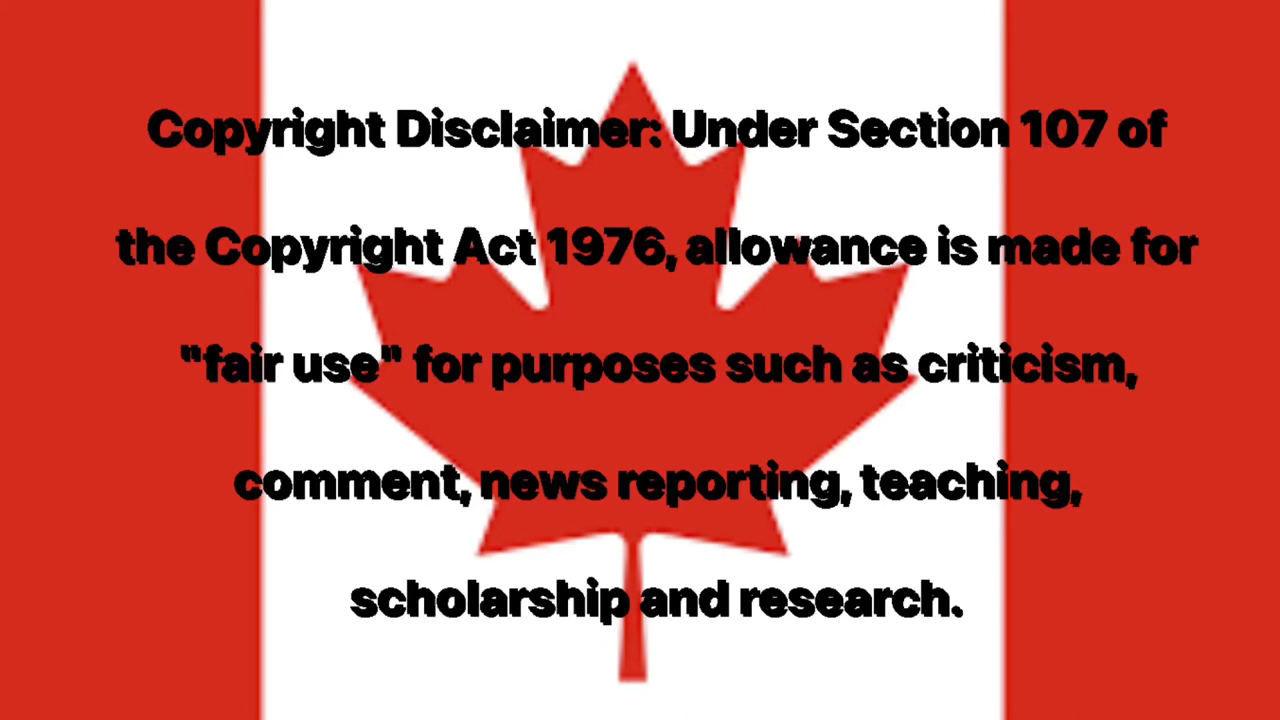 Copyright Disclaimer: Under Section 107 of
the Copyright Act 1976, allowance is made for
"fair use" for purposes such as criticism,
comment, news reporting, teaching,
scholarship and research.